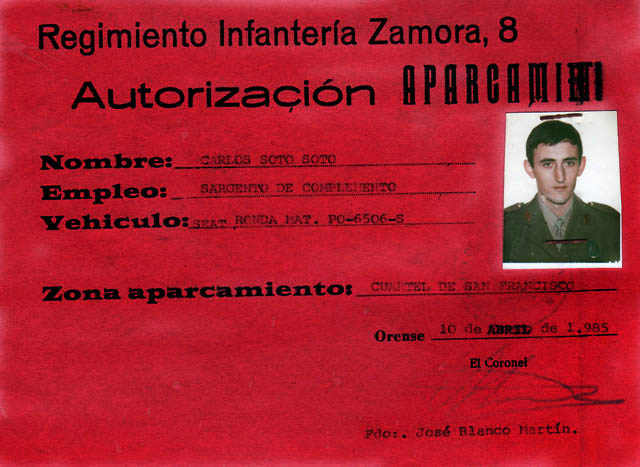 Regimiento Infantería Zamora, 8
Autorización APARCAMIENTO
Nombre: CARLOS SOTO SOTO
Empleo: SARGENTO DE COMPLEMENTO
Vehiculo: SEAT RONDA MAT. PO-6506-S
Zona aparcamiento: CUARTEL DE SAN FRANCISCO
Orense 10 de ABRIL de 1.985
El Coronel
Fdo:. José Blanco Martín.